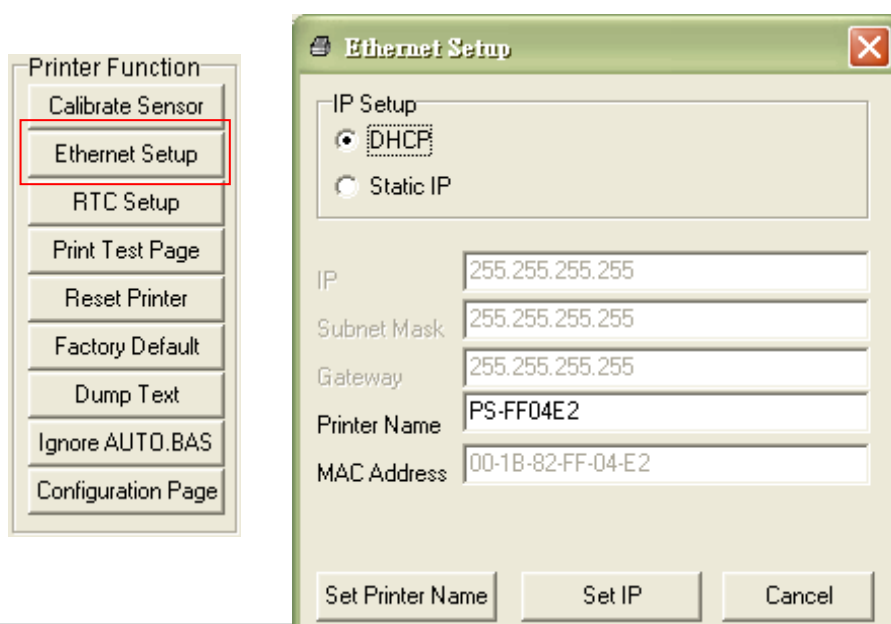 Printer Function
Calibrate Sensor
Ethernet Setup
RTC Setup
Print Test Page
Reset Printer
Factory Default
Dump Text
Ignore AUTO.BAS
Configuration Page
Ethernet Setup
IP Setup
DHCP
Static IP
IP 255.255.255.255
Subnet Mask 255.255.255.255
Gateway 255.255.255.255
Printer Name PS-FF04E2
MAC Address 00-1B-82-FF-04-E2
Set Printer Name Set IP Cancel